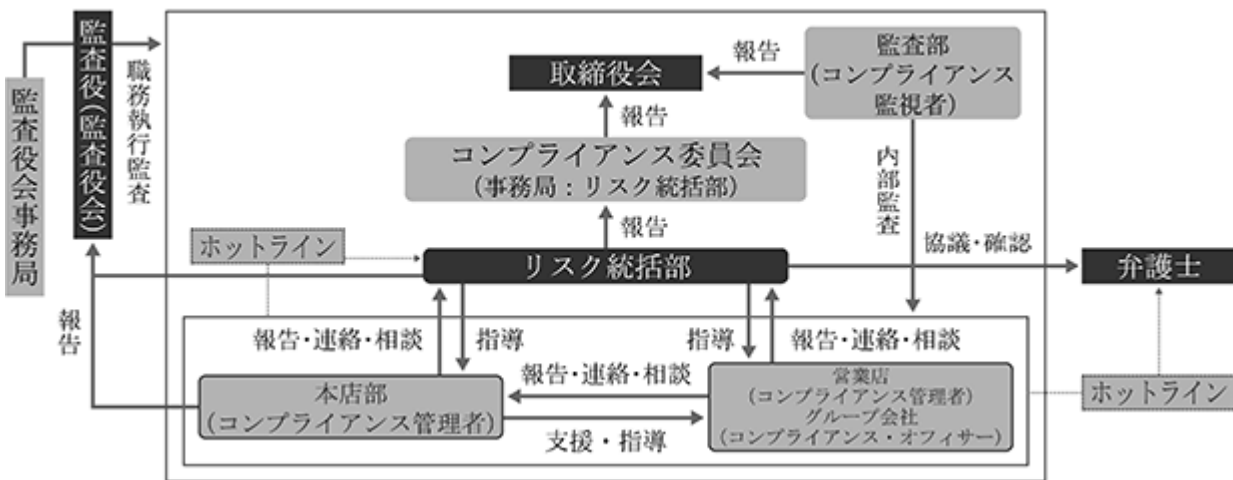 監査役会事務局
監査役（監査役会）
職務執行監査
報告
取締役会
報告
監査部
（コンプライアンス
監視者）
報告
コンプライアンス委員会
（事務局：リスク統括部）
報告
内部監査
ホットライン
リスク統括部
協議・確認
弁護士
報告・連絡・相談
指導
指導
報告・連絡・相談
本店部
（コンプライアンス管理者）
報告・連絡・相談
支援・指導
営業店
（コンプライアンス管理者）
グループ会社
（コンプライアンス・オフィサー）
ホットライン